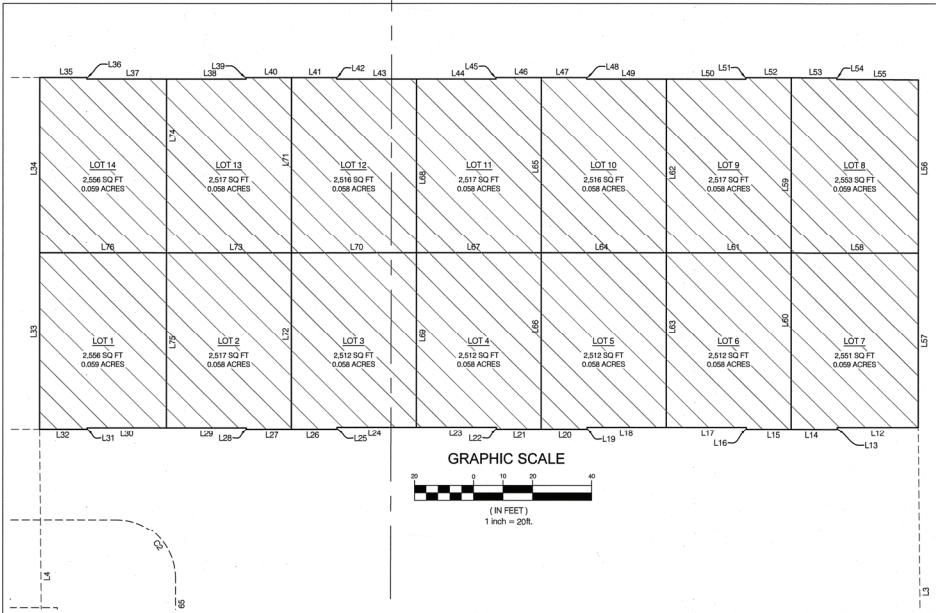 L36
L39
L42
L45
L48
L51
L54
L35
L37
L38
L40
L41
L43
L44
L46
L47
L49
L50
L52
L53
L55
L34
L74
L71
L68
L65
L62
L59
L56
LOT 14
2,556 SQ FT
0.059 ACRES
LOT 13
2,517 SQ FT
0.058 ACRES
LOT 12
2,516 SQ FT
0.058 ACRES
LOT 11
2,517 SQ FT
0.058 ACRES
LOT 10
2,516 SQ FT
0.058 ACRES
LOT 9
2,517 SQ FT
0.058 ACRES
LOT 8
2,553 SQ FT
0.059 ACRES
L76
L73
L70
L67
L64
L61
L58
L33
L75
L72
L69
L66
L63
L60
L57
LOT 1
2,556 SQ FT
0.059 ACRES
LOT 2
2,517 SQ FT
0.058 ACRES
LOT 3
2,512 SQ FT
0.058 ACRES
LOT 4
2,512 SQ FT
0.058 ACRES
LOT 5
2,512 SQ FT
0.058 ACRES
LOT 6
2,512 SQ FT
0.058 ACRES
LOT 7
2,551 SQ FT
0.059 ACRES
L32
L31
L30
L29
L28
L27
L26
L25
L24
L23
L22
L21
L20
L19
L18
L17
L16
L15
L14
L13
L12
GRAPHIC SCALE
20 0 10 20 40
( IN FEET )
1 inch = 20ft.
C2
L4
65
L3